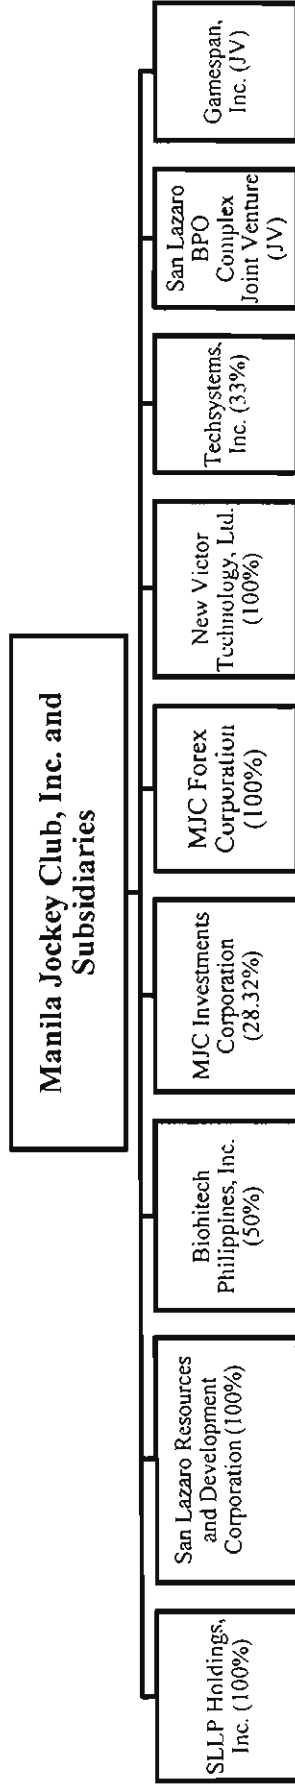 Manila Jockey Club, Inc. and
Subsidiaries
SLLP Holdings,
Inc. (100%)
San Lazaro Resources
and Development
Corporation (100%)
Biohitech
Philippines, Inc.
(50%)
MJC Investments
Corporation
(28.32%)
MJC Forex
Corporation
(100%)
New Victor
Technology, Ltd.
(100%)
Techsystems,
Inc. (33%)
San Lazaro
BPO
Complex
Joint Venture
(JV)
Gamespan,
Inc. (JV)